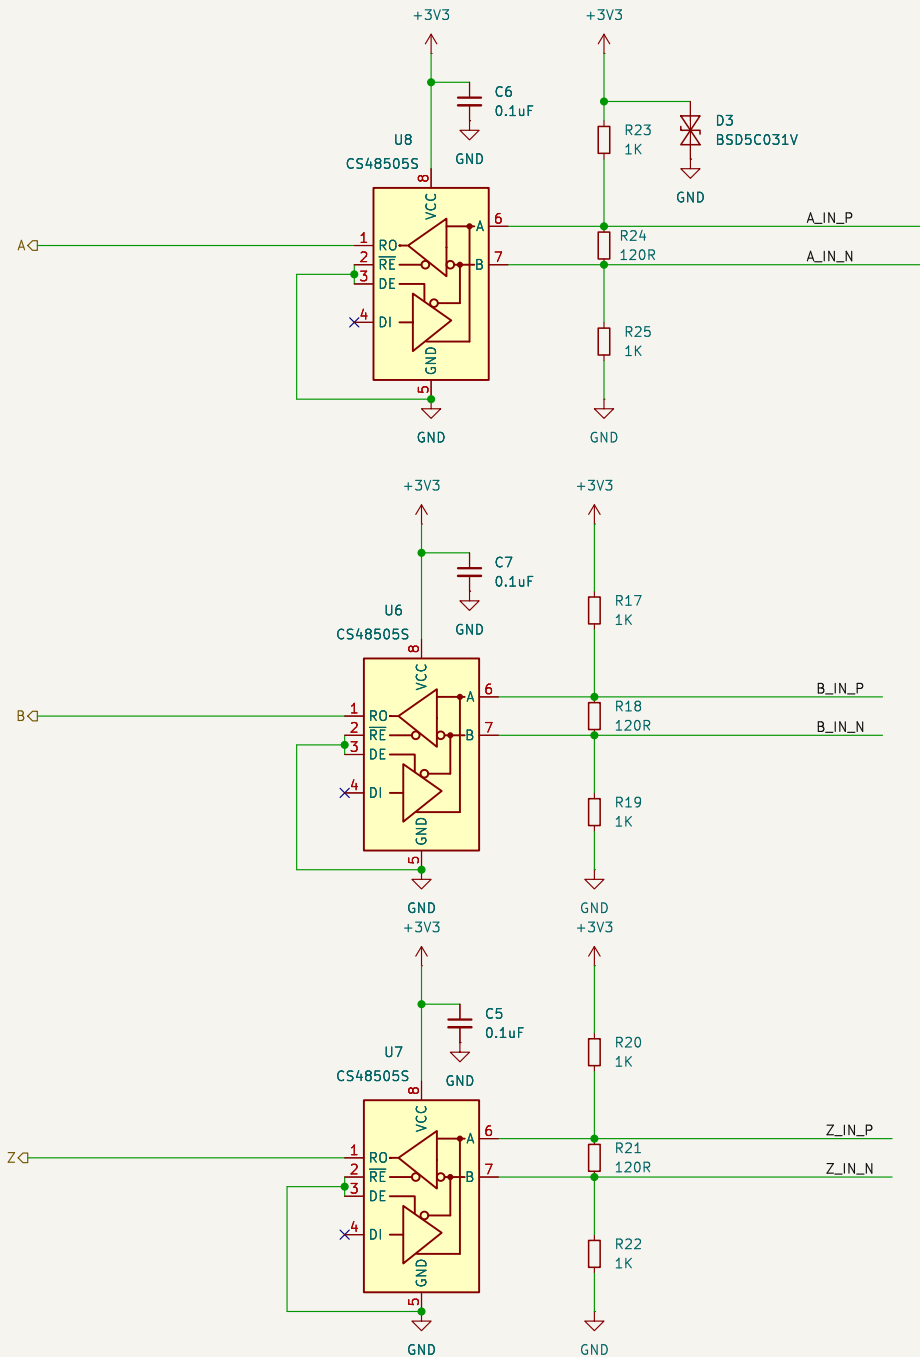 +3V3
+3V3
C6
0.1uF
D3
BSD5C031V
R23
1K
U8
CS48505S
GND
GND
8
VCC
A
6
A_IN_P
A
1
RO
R24
120R
2
RE
B
7
A_IN_N
3
DE
4
DI
R25
1K
GND
5
GND
GND
+3V3
+3V3
C7
0.1uF
R17
1K
U6
CS48505S
GND
8
VCC
A
6
B_IN_P
B
1
RO
R18
120R
2
RE
B
7
B_IN_N
3
DE
4
DI
R19
1K
GND
5
GND
GND
+3V3
+3V3
C5
0.1uF
R20
1K
U7
CS48505S
GND
8
VCC
A
6
Z_IN_P
Z
1
RO
R21
120R
2
RE
B
7
Z_IN_N
3
DE
4
DI
R22
1K
GND
5
GND
GND